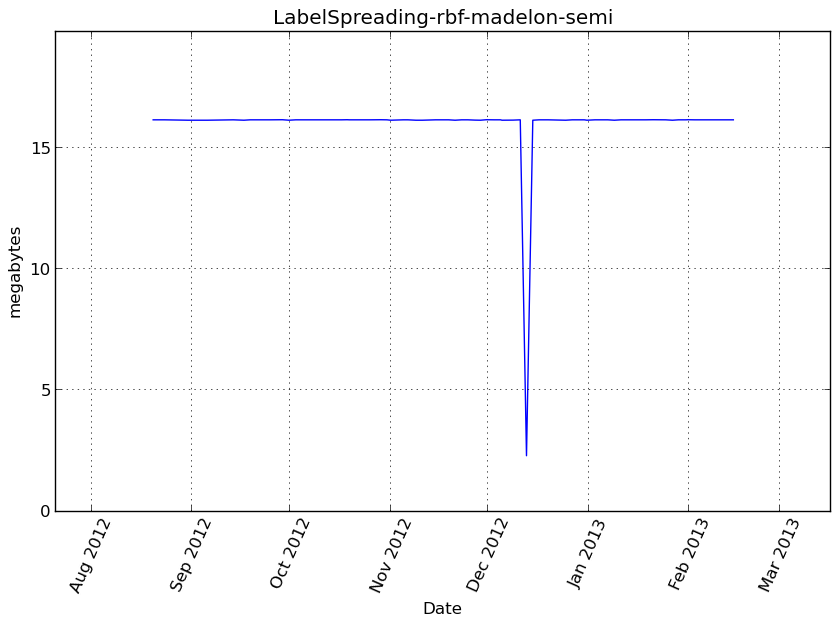 LabelSpreading-rbf-madelon-semi
megabytes
15
10
5
0
Aug 2012
Sep 2012
Oct 2012
Nov 2012
Dec 2012
Jan 2013
Feb 2013
Mar 2013
Date